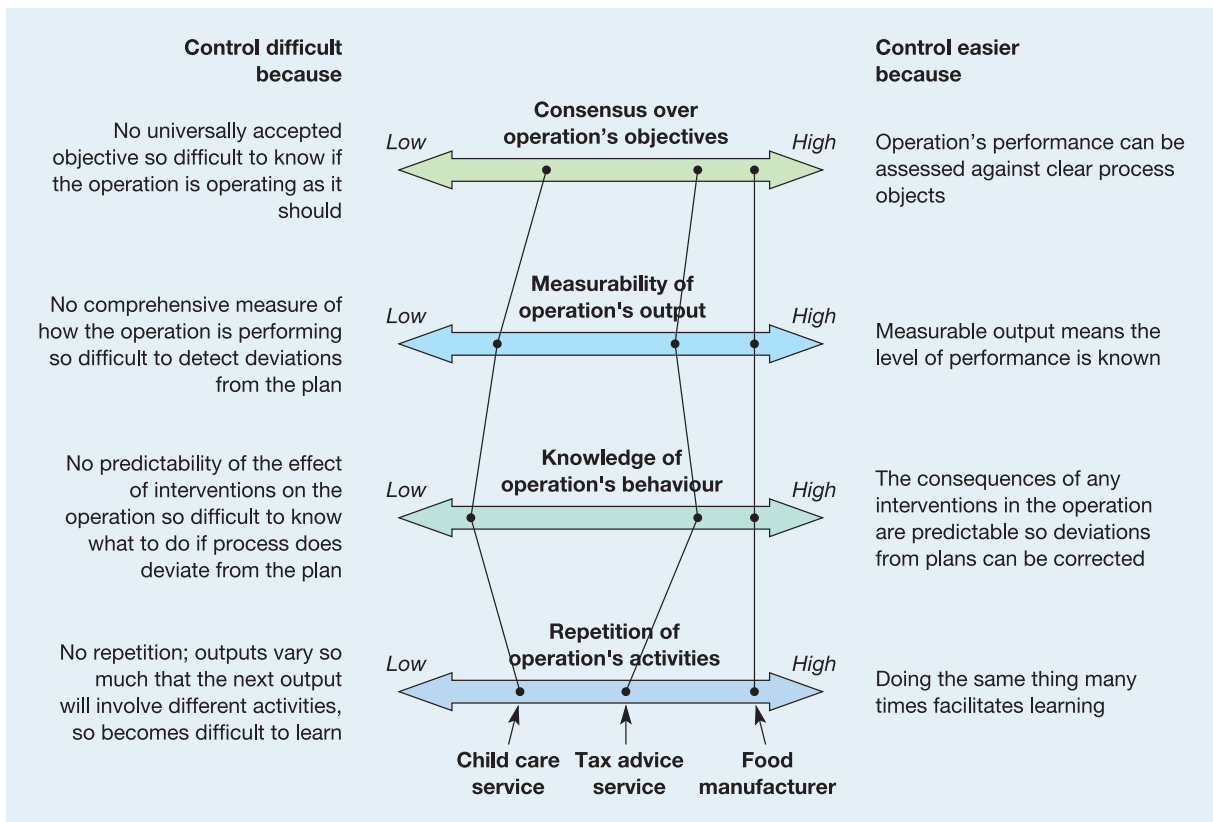 Control difficult
because
Control easier
because
Consensus over
operation's objectives
Low
High
No universally accepted
objective so difficult to know if
the operation is operating as it
should
Operation's performance can be
assessed against clear process
objects
Measurability of
operation's output
Low
High
No comprehensive measure of
how the operation is performing
so difficult to detect deviations
from the plan
Measurable output means the
level of performance is known
Knowledge of
operation's behaviour
Low
High
No predictability of the effect
of interventions on the
operation so difficult to know
what to do if process does
deviate from the plan
The consequences of any
interventions in the operation
are predictable so deviations
from plans can be corrected
Repetition of
operation's activities
Low
High
No repetition; outputs vary so
much that the next output
will involve different activities,
so becomes difficult to learn
Doing the same thing many
times facilitates learning
Child care
service
Tax advice
service
Food
manufacturer